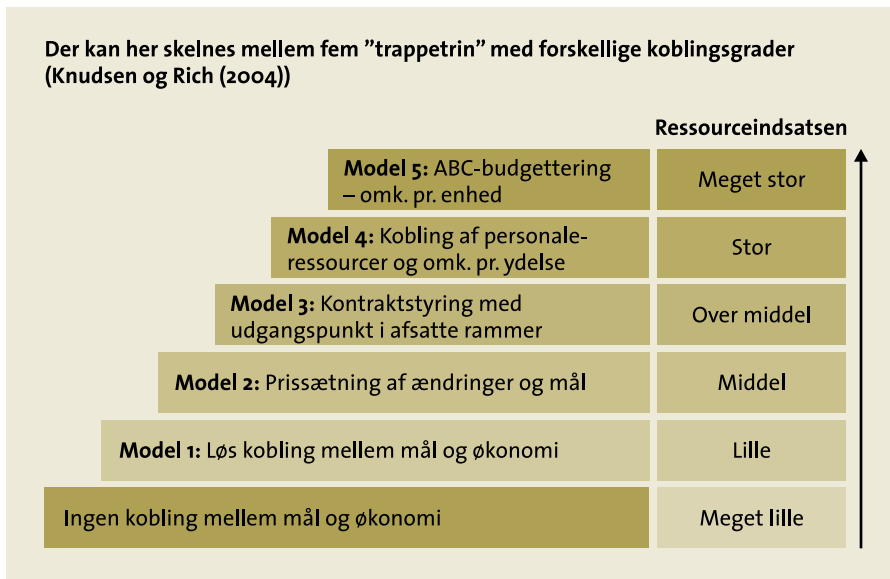 Der kan her skelnes mellem fem ”trappetrin” med forskellige koblingsgrader
(Knudsen og Rich (2004))
Ressourceindsatsen
Model 5: ABC-budgettering
– omk. pr. enhed
Meget stor
Model 4: Kobling af personale-
ressourcer og omk. pr. ydelse
Stor
Model 3: Kontraktstyring med
udgangspunkt i afsatte rammer
Over middel
Model 2: Prissætning af ændringer og mål
Middel
Model 1: Løs kobling mellem mål og økonomi
Lille
Ingen kobling mellem mål og økonomi
Meget lille